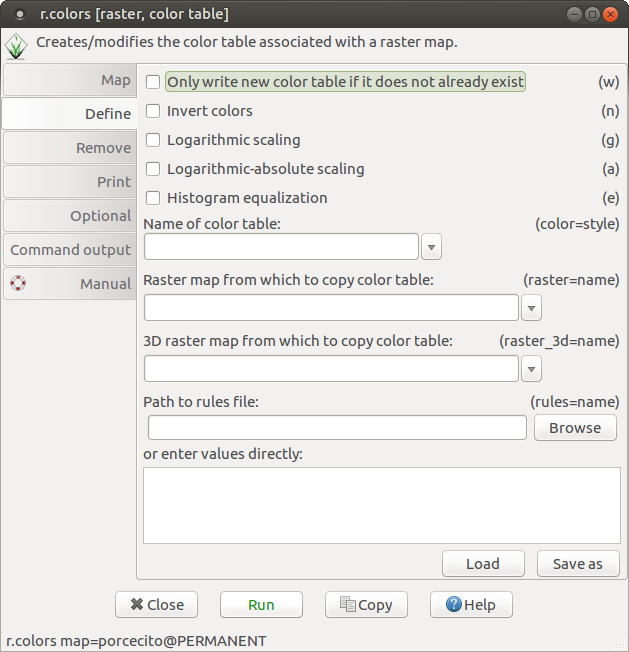 r.colors [raster, color table]
Creates/modifies the color table associated with a raster map.
Map
Define
Remove
Print
Optional
Command output
Manual
Only write new color table if it does not already exist (w)
Invert colors (n)
Logarithmic scaling (g)
Logarithmic-absolute scaling (a)
Histogram equalization (e)
Name of color table: (color=style)
Raster map from which to copy color table: (raster=name)
3D raster map from which to copy color table: (raster_3d=name)
Path to rules file: (rules=name)
Browse
or enter values directly:
Load Save as
Close Run Copy Help
r.colors map=porcecito@PERMANENT